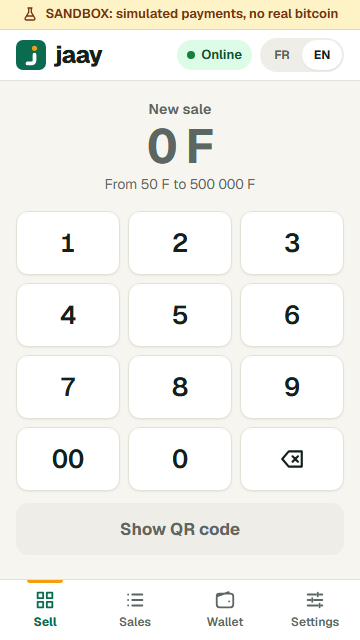 SANDBOX: simulated payments, no real bitcoin
jaay
Online
FR
EN
New sale
0 F
From 50 F to 500 000 F
1 2 3
4 5 6
7 8 9
00 0
Show QR code
Sell Sales Wallet Settings